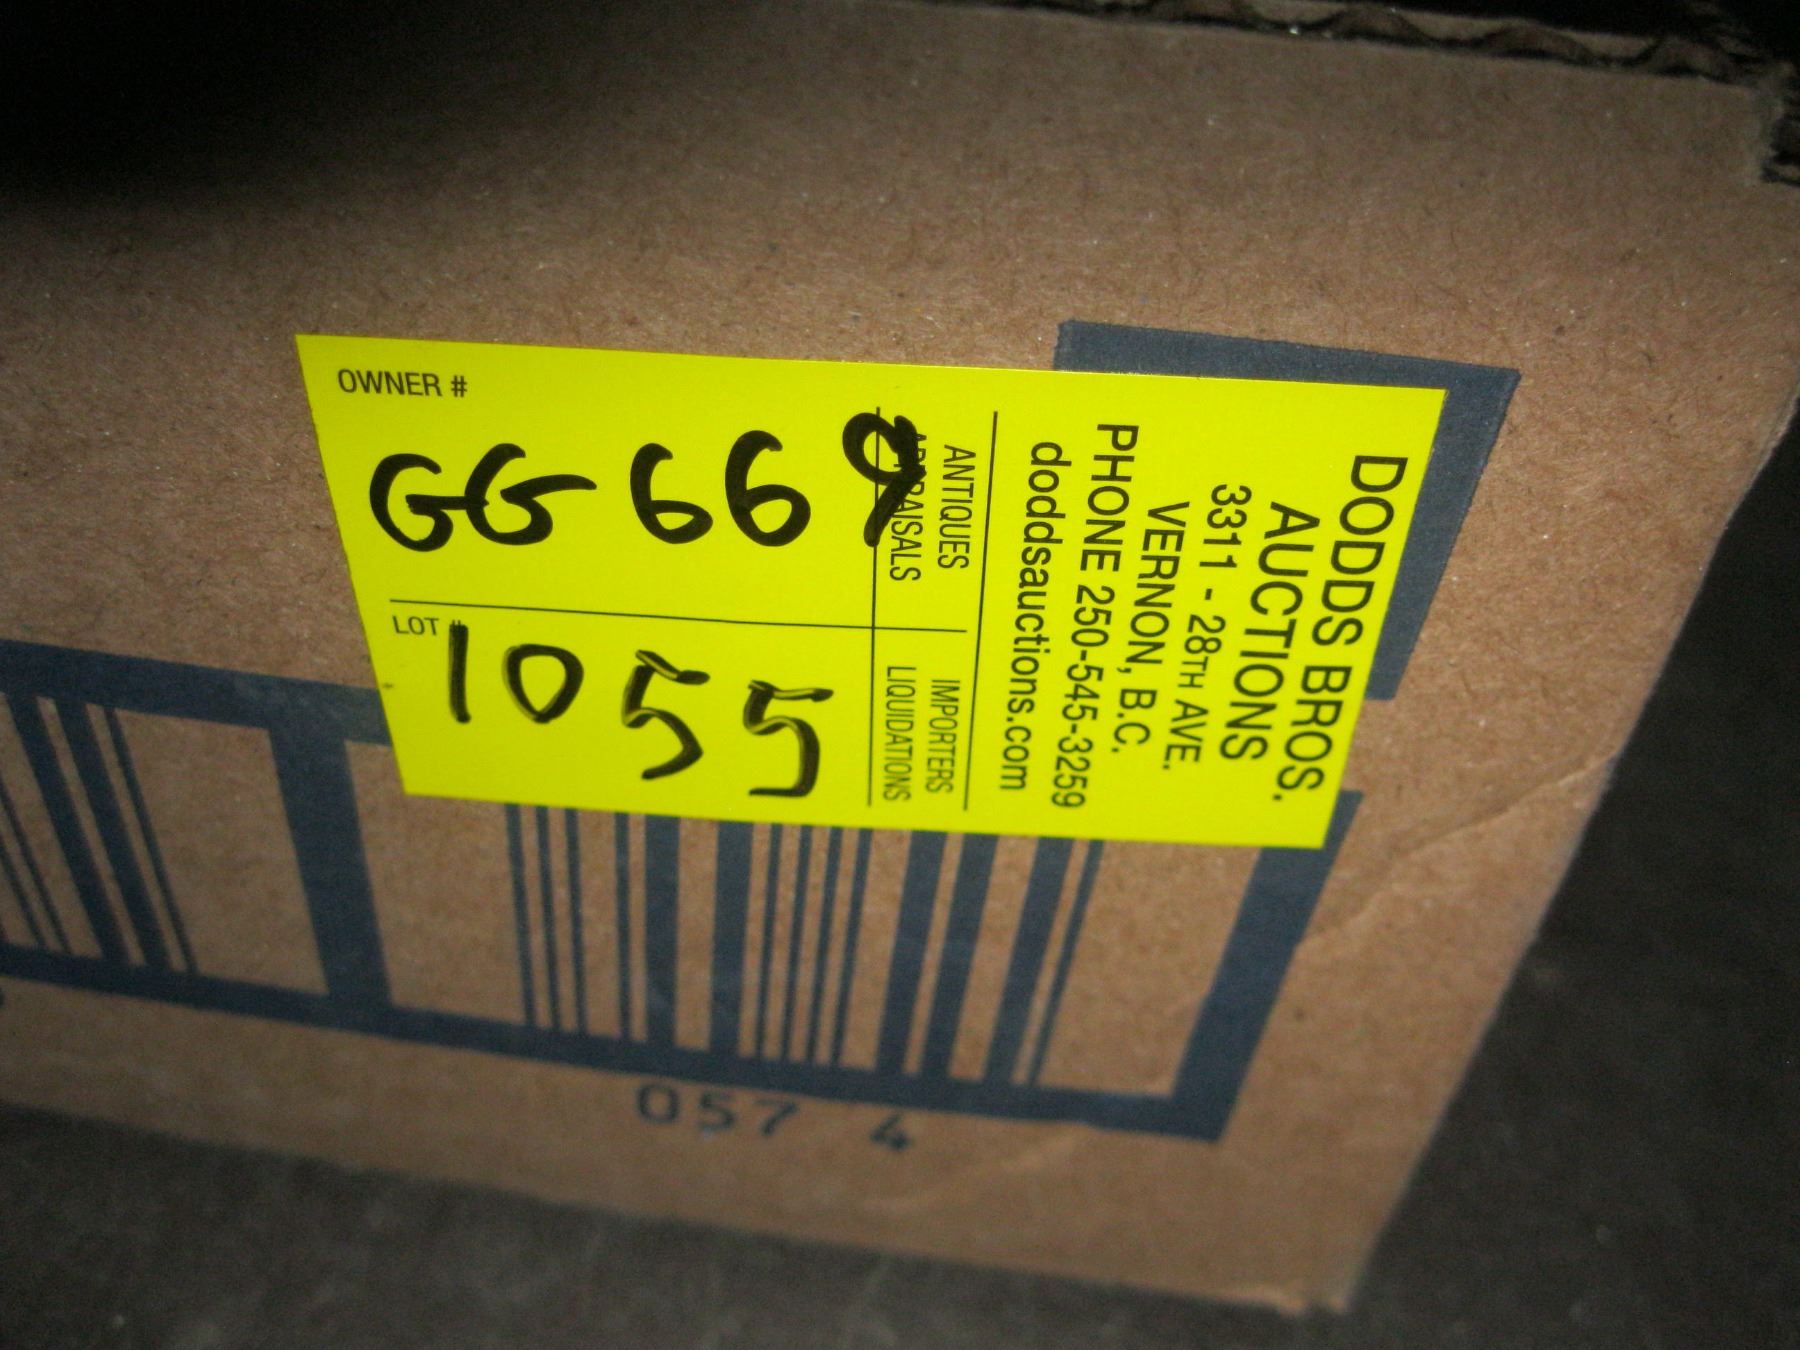 OWNER #
GG 669
LOT #
1055
DODDS BROS.
AUCTIONS
3311 - 28TH AVE.
VERNON, B.C.
PHONE 250-545-3259
doddsauctions.com
ANTIQUES IMPORTERS
APPRAISALS LIQUIDATIONS
057 4